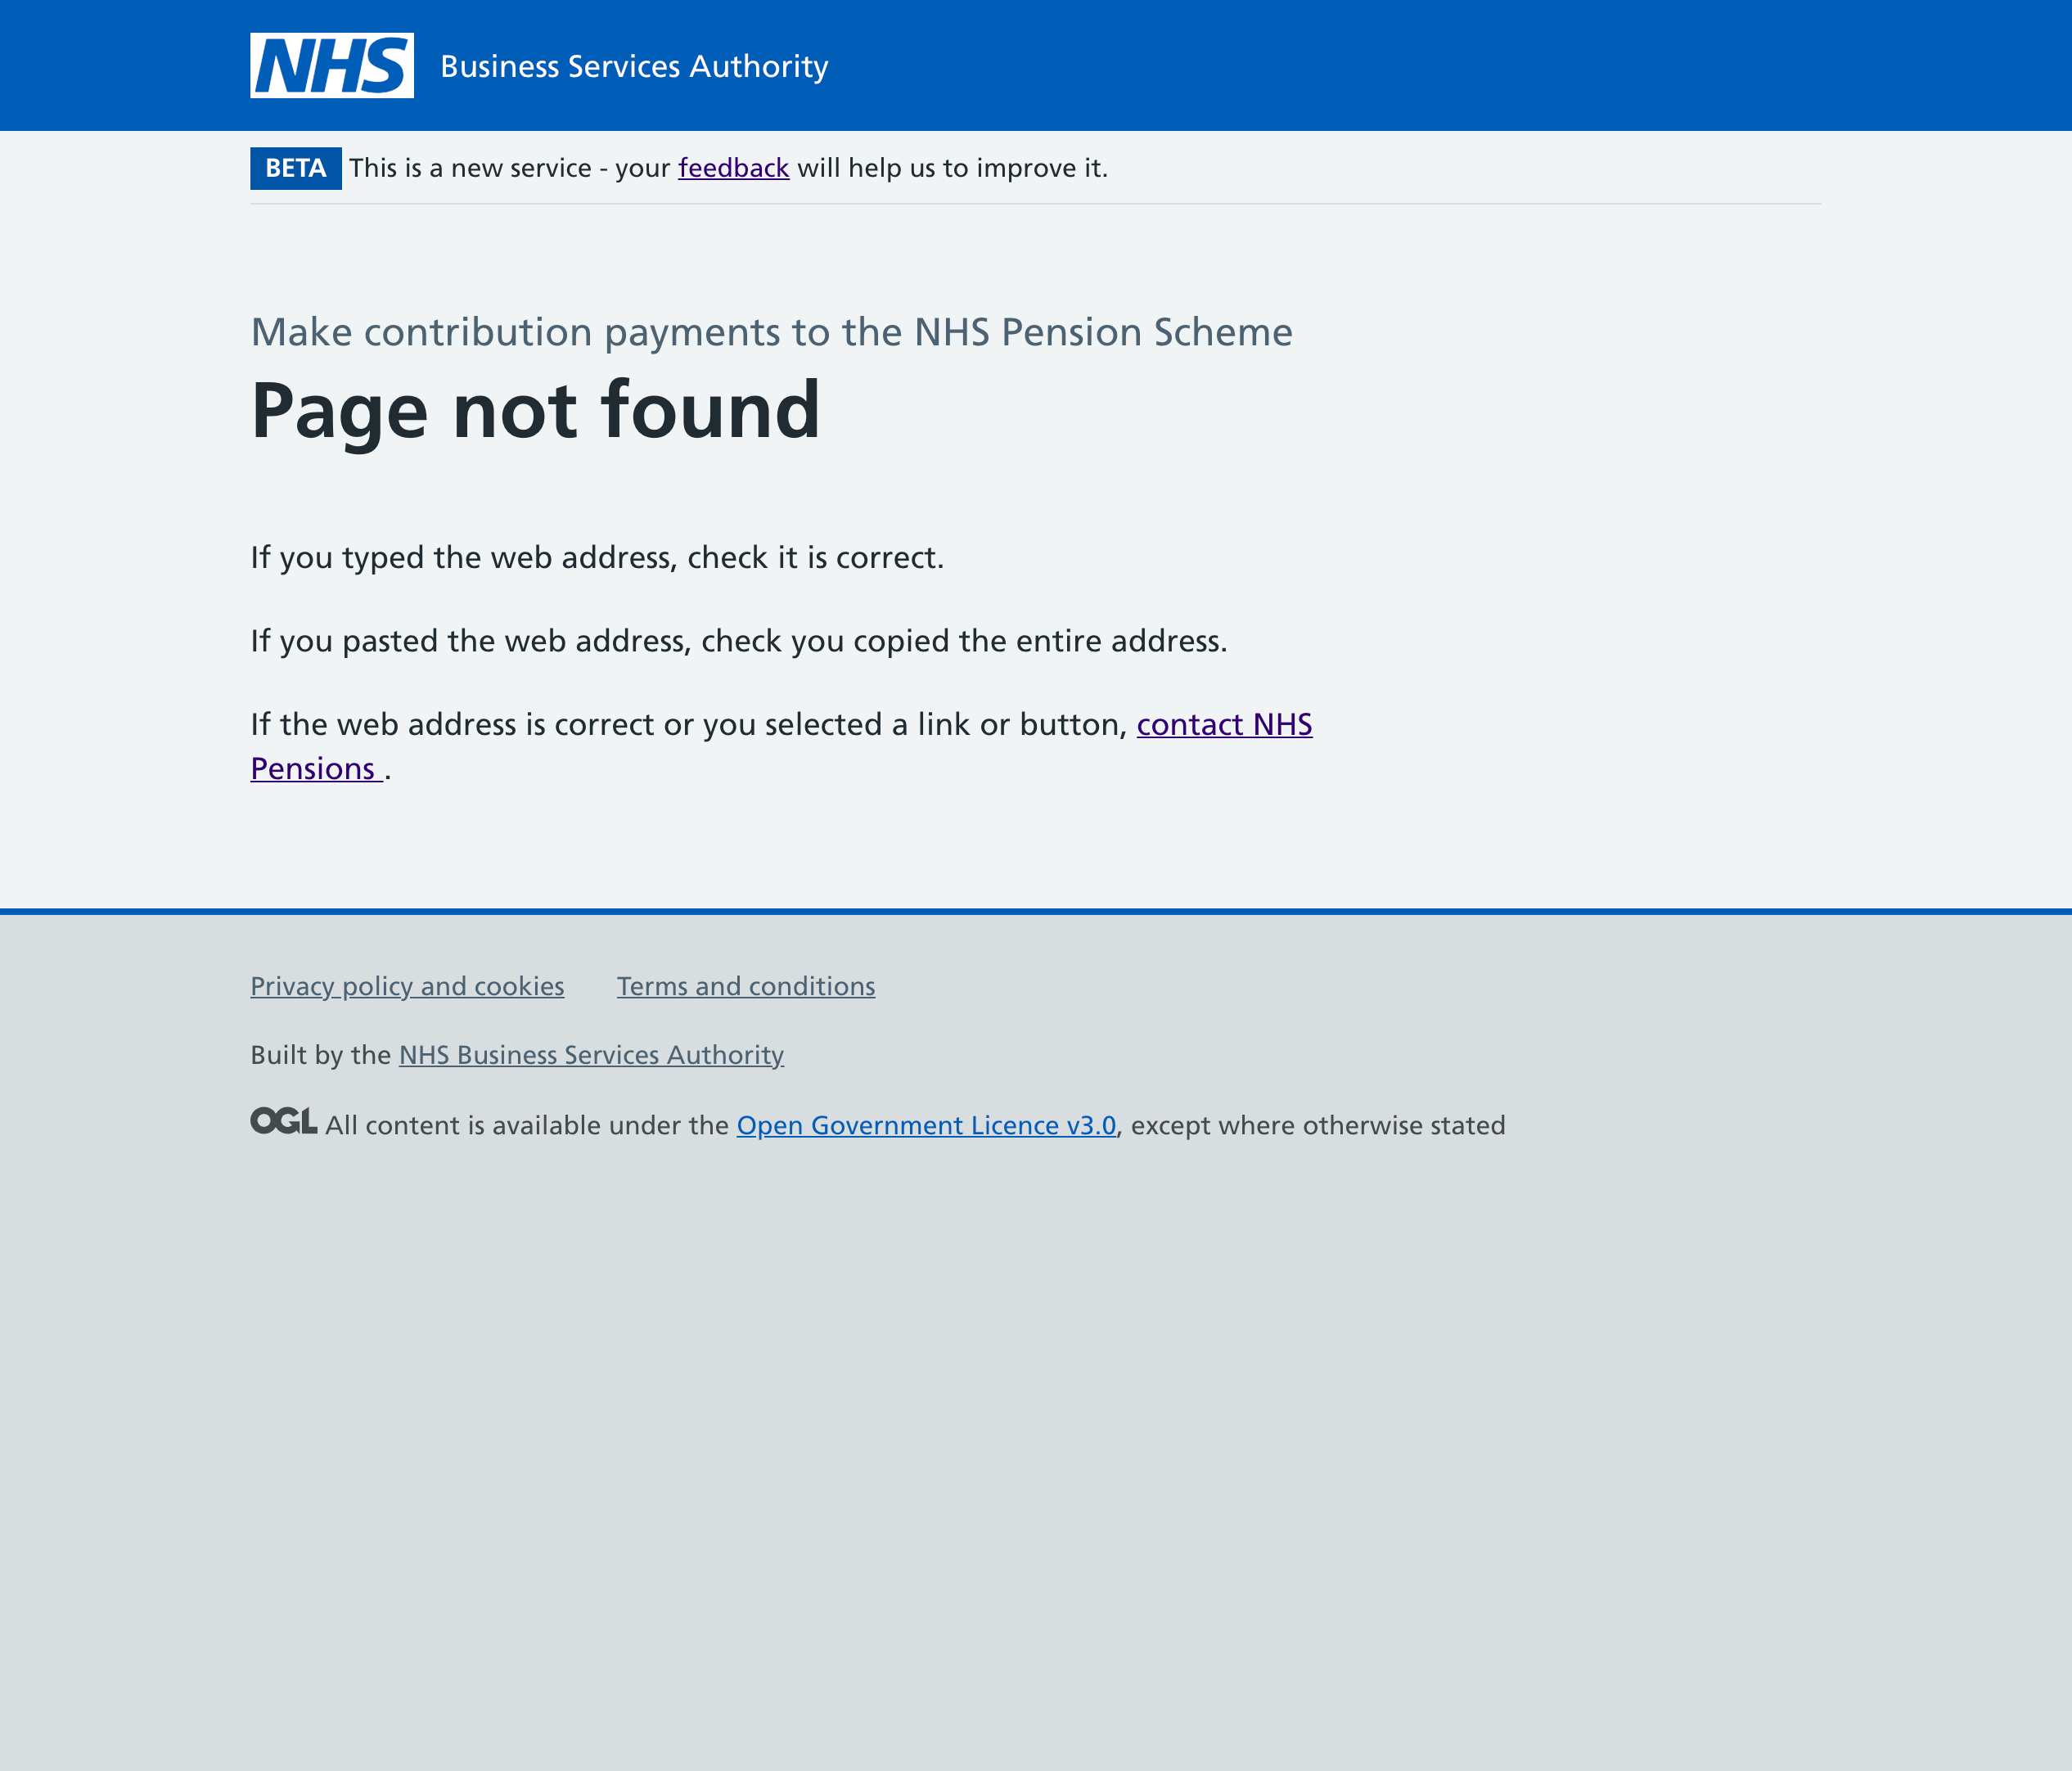 NHS Business Services Authority
BETA This is a new service - your feedback will help us to improve it.
Make contribution payments to the NHS Pension Scheme
Page not found
If you typed the web address, check it is correct.
If you pasted the web address, check you copied the entire address.
If the web address is correct or you selected a link or button, contact NHS
Pensions .
Privacy policy and cookies Terms and conditions
Built by the NHS Business Services Authority
OGL All content is available under the Open Government Licence v3.0, except where otherwise stated